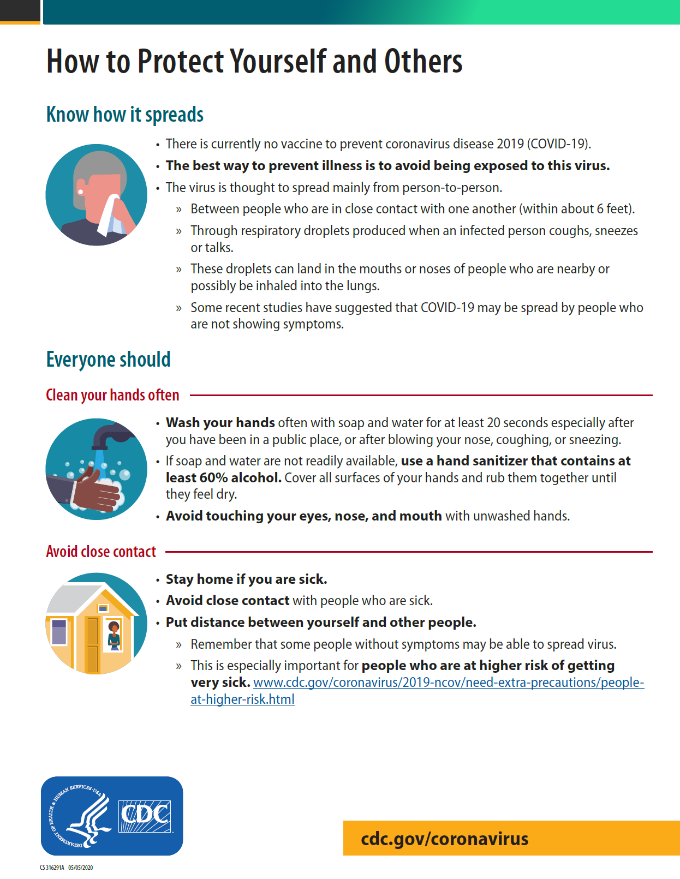 How to Protect Yourself and Others
Know how it spreads
• There is currently no vaccine to prevent coronavirus disease 2019 (COVID-19).
• The best way to prevent illness is to avoid being exposed to this virus.
• The virus is thought to spread mainly from person-to-person.
» Between people who are in close contact with one another (within about 6 feet).
» Through respiratory droplets produced when an infected person coughs, sneezes
or talks.
» These droplets can land in the mouths or noses of people who are nearby or
possibly be inhaled into the lungs.
» Some recent studies have suggested that COVID-19 may be spread by people who
are not showing symptoms.
Everyone should
Clean your hands often
• Wash your hands often with soap and water for at least 20 seconds especially after
you have been in a public place, or after blowing your nose, coughing, or sneezing.
• If soap and water are not readily available, use a hand sanitizer that contains at
least 60% alcohol. Cover all surfaces of your hands and rub them together until
they feel dry.
• Avoid touching your eyes, nose, and mouth with unwashed hands.
Avoid close contact
• Stay home if you are sick.
• Avoid close contact with people who are sick.
• Put distance between yourself and other people.
» Remember that some people without symptoms may be able to spread virus.
» This is especially important for people who are at higher risk of getting
very sick. www.cdc.gov/coronavirus/2019-ncov/need-extra-precautions/people-
at-higher-risk.html
DEPARTMENT OF HEALTH & HUMAN SERVICES•USA
CDC
cdc.gov/coronavirus
CS 316291A 05/05/2020